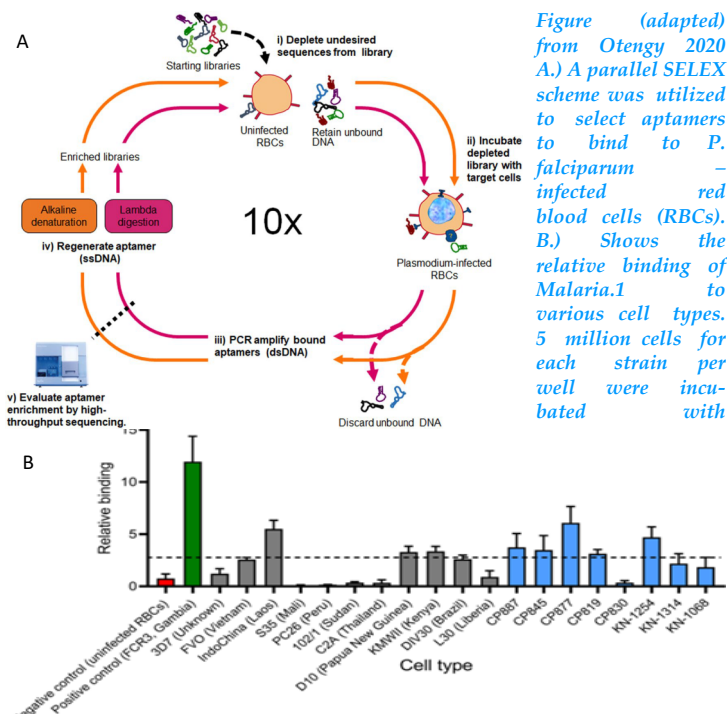 A
Starting libraries
i) Deplete undesired
sequences from library
Uninfected
RBCs
Retain unbound
DNA
Enriched libraries
ii) Incubate
depleted
library with
target cells
Alkaline
denaturation
Lambda
digestion
10x
iv) Regenerate aptamer
(ssDNA)
Plasmodium-infected
RBCs
iii) PCR amplify bound
aptamers (dsDNA)
v) Evaluate aptamer
enrichment by high-
throughput sequencing.
Discard unbound DNA
Figure (adapted)
from Otengy 2020
A.) A parallel SELEX
scheme was utilized
to select aptamers
to bind to P.
falciparum –
infected red
blood cells (RBCs).
B.) Shows the
relative binding of
Malaria.1 to
various cell types.
5 million cells for
each strain per
well were incu-
bated with
B
Relative binding
15
10
5
0
(uninfected RBCs)
Positive control (FCR3, Gambia)
3D7 (Unknown)
FVO (Vietnam)
IndoChina (Laos)
S35 (Mali)
PC26 (Peru)
102/1 (Sudan)
C2A (Thailand)
D10 (Papua New Guinea)
KMWII (Kenya)
DIV30 (Brazil)
L30 (Liberia)
CP887
CP845
CP877
CP819
CP830
KN-1254
KN-1314
KN-1068
Cell type